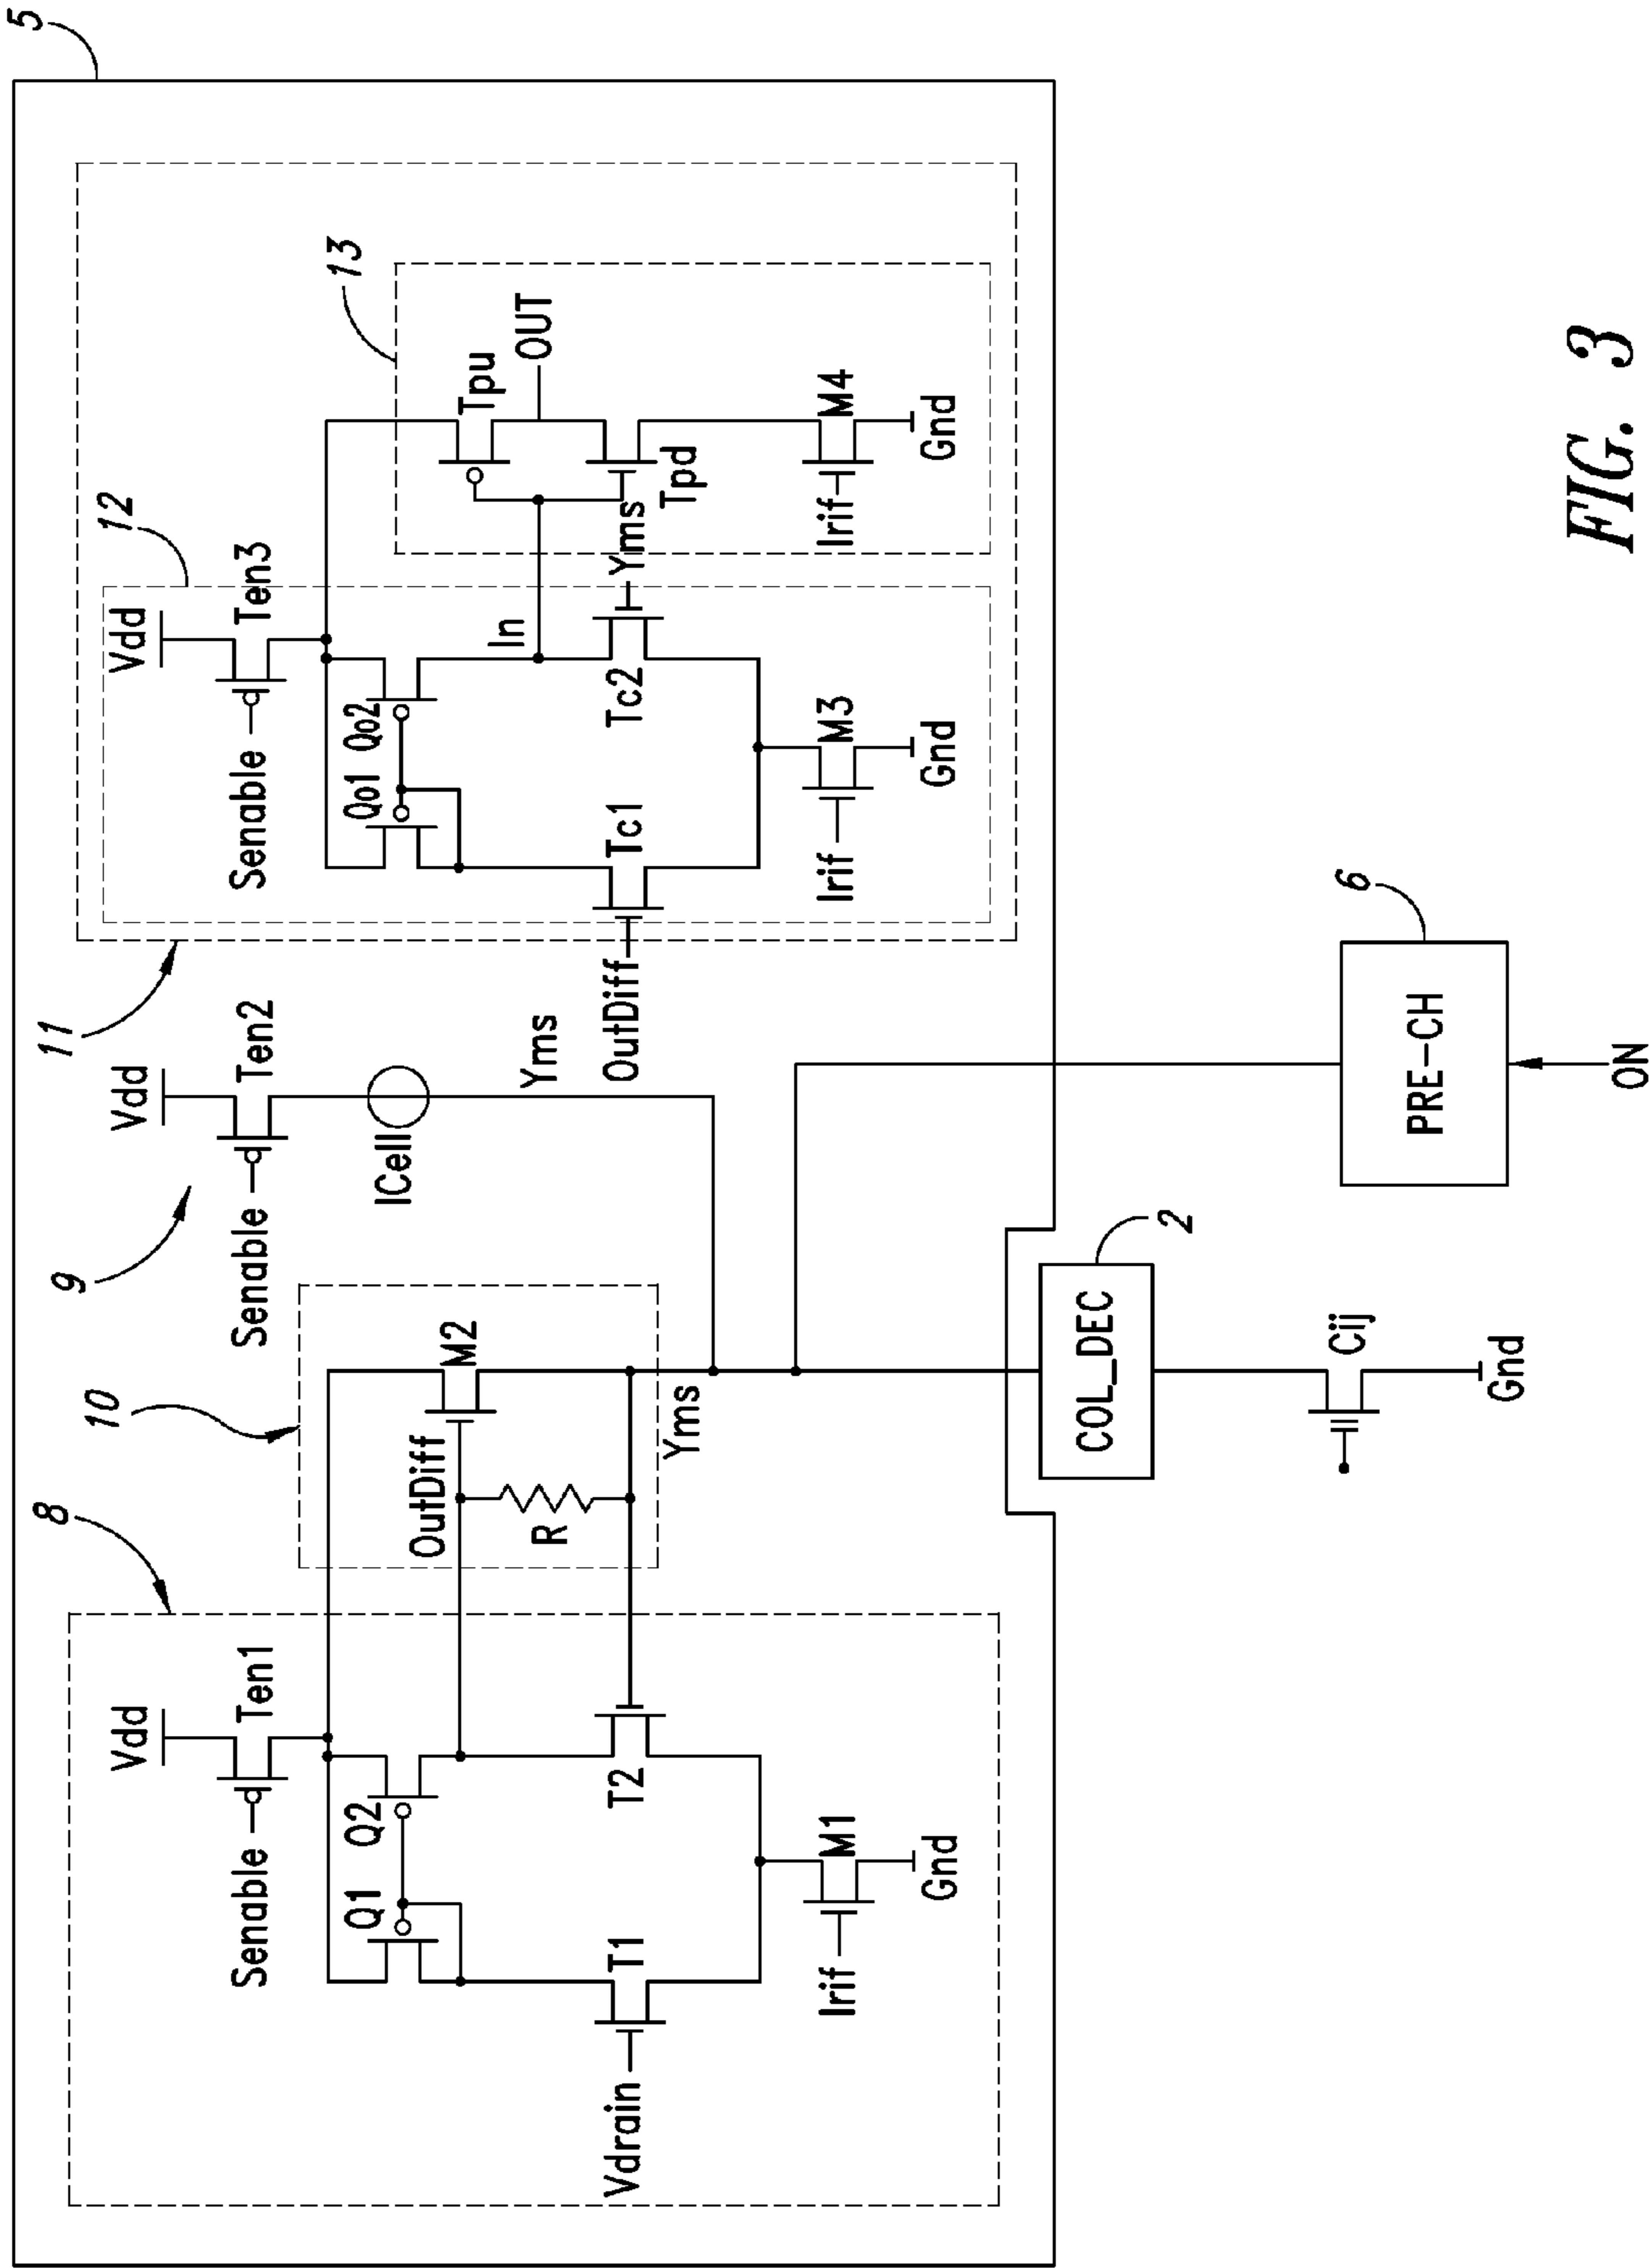 5
8
Vdd
Senable
Ten1
Q1
Q2
Vdrain
T1
T2
Irif
M1
Gnd
10
OutDiff
M2
R
Yms
9
Vdd
Senable
Ten2
ICell
Yms
11
12
Vdd
Senable
Ten3
Qo1
Qo2
In
OutDiff
Tc1
Tc2
Yms
Irif
M3
Gnd
13
Tpu
OUT
Tpd
Irif
M4
Gnd
COL_DEC
2
Cij
Gnd
PRE-CH
6
ON
FIG. 3